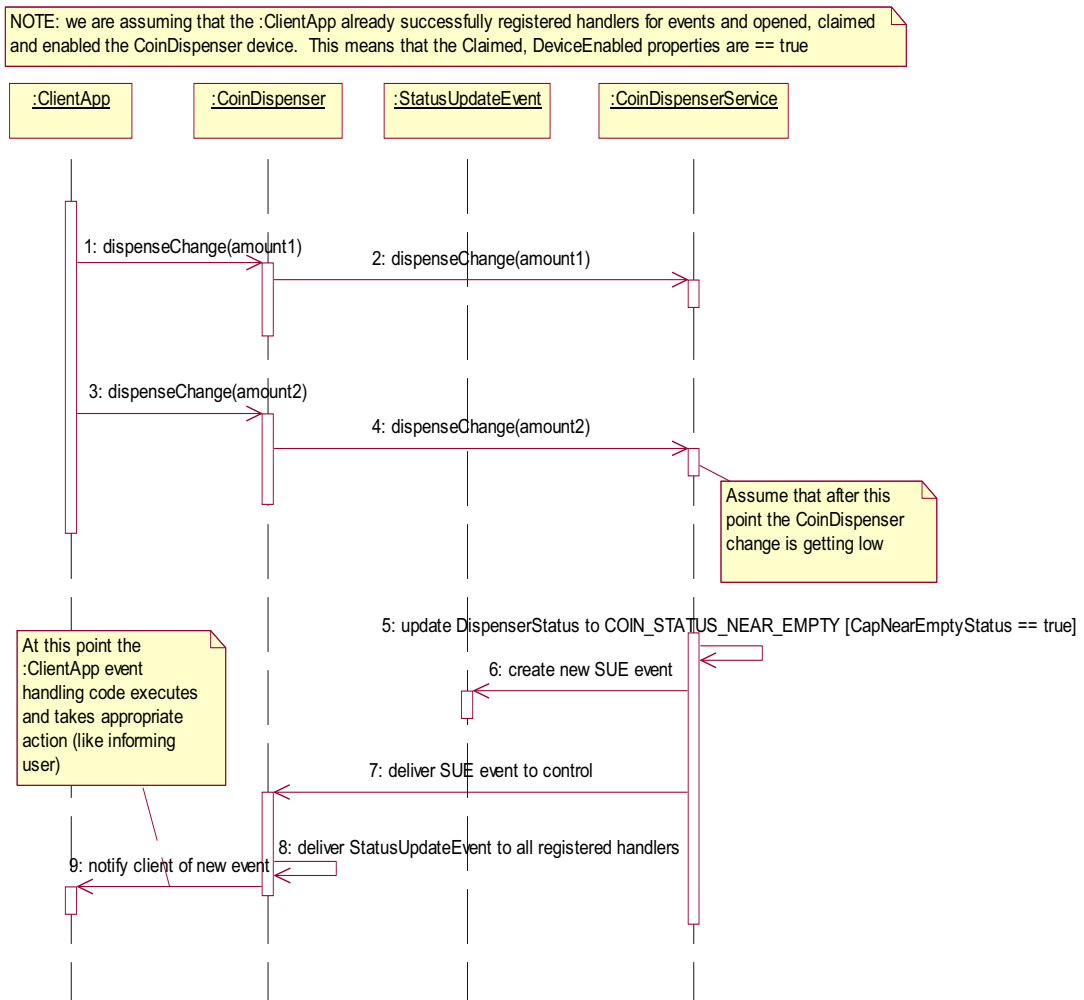 NOTE: we are assuming that the :ClientApp already successfully registered handlers for events and opened, claimed
and enabled the CoinDispenser device.  This means that the Claimed, DeviceEnabled properties are == true
:ClientApp
:CoinDispenser
:StatusUpdateEvent
:CoinDispenserService
1: dispenseChange(amount1)
2: dispenseChange(amount1)
3: dispenseChange(amount2)
4: dispenseChange(amount2)
Assume that after this
point the CoinDispenser
change is getting low
5: update DispenserStatus to COIN_STATUS_NEAR_EMPTY [CapNearEmptyStatus == true]
At this point the
:ClientApp event
handling code executes
and takes appropriate
action (like informing
user)
6: create new SUE event
7: deliver SUE event to control
8: deliver StatusUpdateEvent to all registered handlers
9: notify client of new event